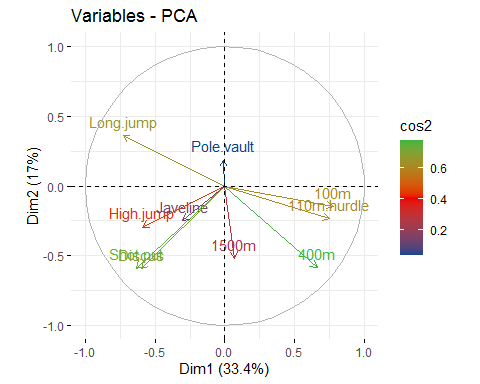 Variables - PCA
1.0
0.5
0.0
-0.5
-1.0
Dim2 (17%)
Long.jump
Pole.vault
100m
110m.hurdle
Javeline
High.jump
1500m
400m
Shot.put
-1.0 -0.5 0.0 0.5 1.0
Dim1 (33.4%)
cos2
0.6
0.4
0.2